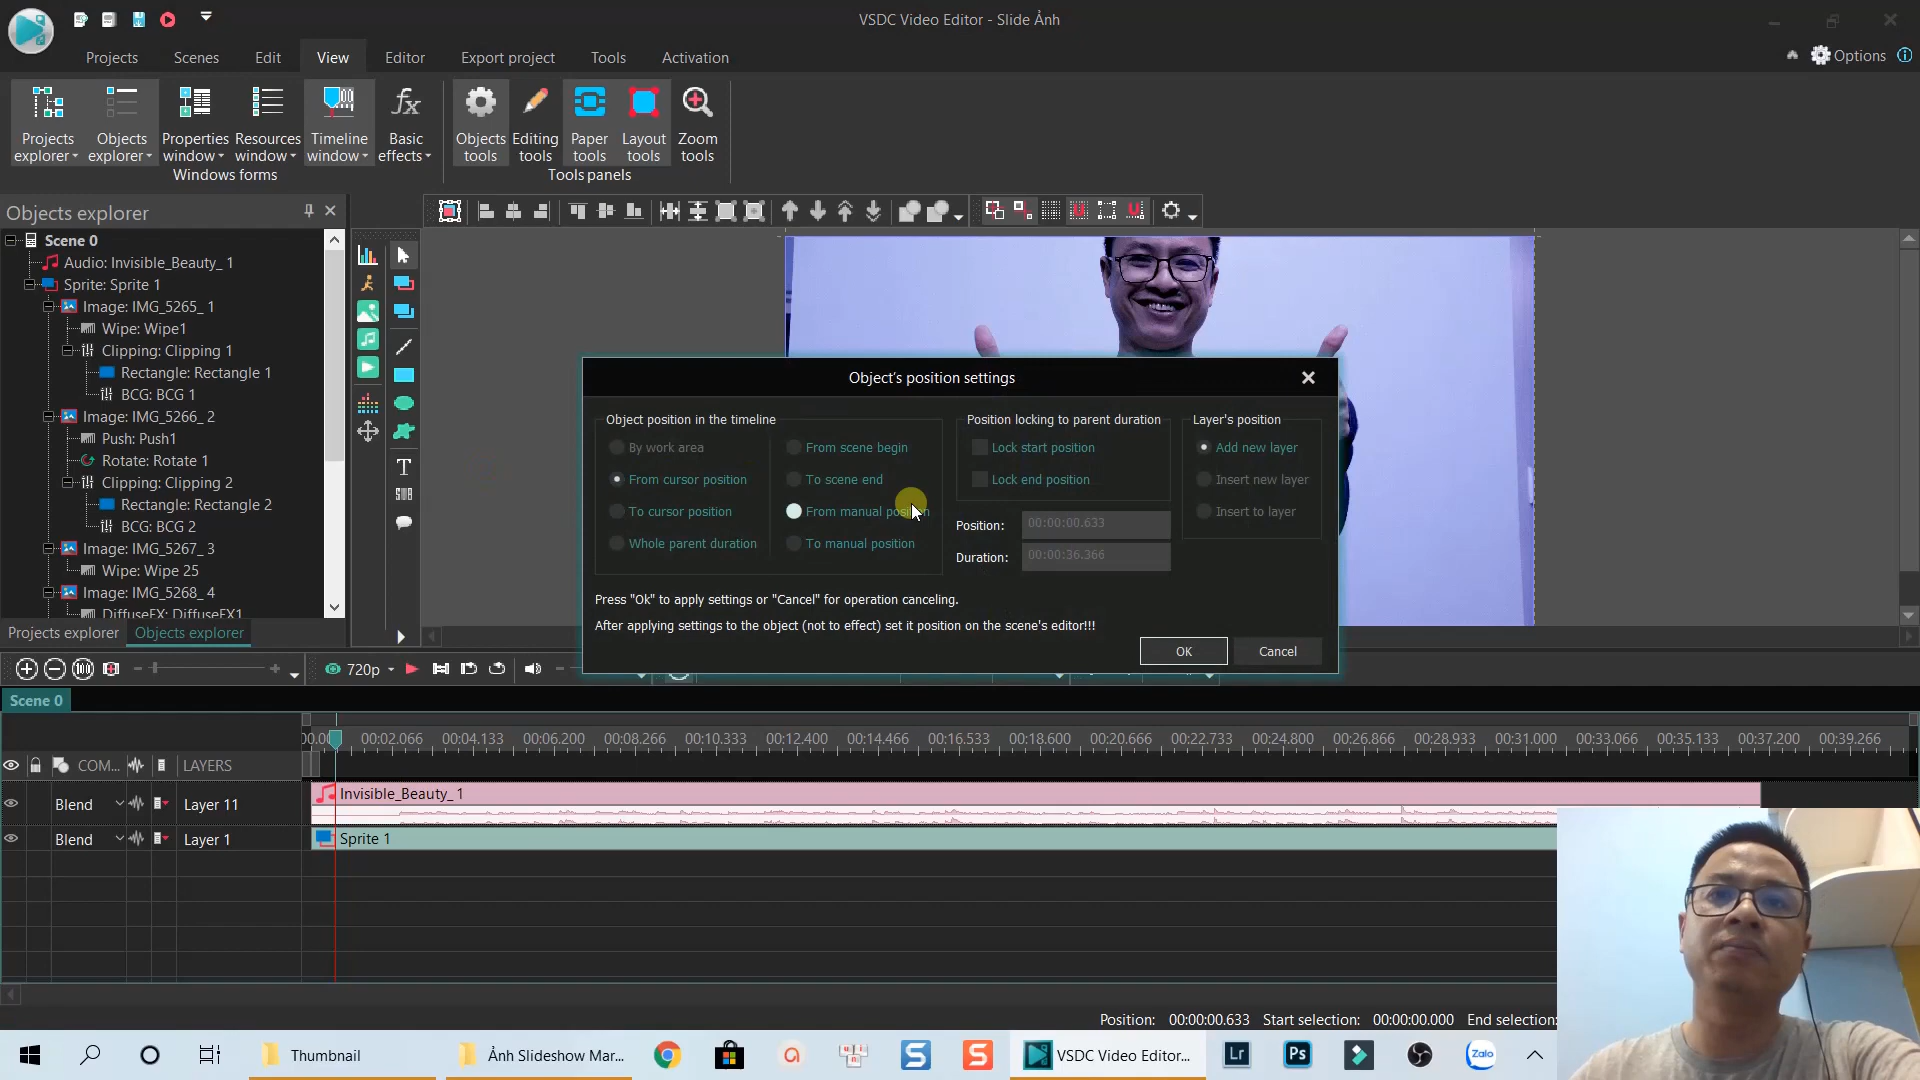 VSDC Video Editor - Slide Ảnh
Projects Scenes Edit View Editor Export project Tools Activation
Options
Projects explorer
Objects explorer
Properties window
Resources window
Timeline window
Basic effects
Objects tools
Editing tools
Paper tools
Layout tools
Zoom tools
Windows forms
Tools panels
Objects explorer
Scene 0
Audio: Invisible_Beauty_ 1
Sprite: Sprite 1
Image: IMG_5265_ 1
Wipe: Wipe1
Clipping: Clipping 1
Rectangle: Rectangle 1
BCG: BCG 1
Image: IMG_5266_ 2
Push: Push1
Rotate: Rotate 1
Clipping: Clipping 2
Rectangle: Rectangle 2
BCG: BCG 2
Image: IMG_5267_ 3
Wipe: Wipe 25
Image: IMG_5268_ 4
DiffuseFX: DiffuseFX1
Projects explorer Objects explorer
Object's position settings
Object position in the timeline
By work area
From cursor position
To cursor position
Whole parent duration
From scene begin
To scene end
From manual position
To manual position
Position locking to parent duration
Lock start position
Lock end position
Position: 00:00:00.633
Duration: 00:00:36.366
Layer's position
Add new layer
Insert new layer
Insert to layer
Press "Ok" to apply settings or "Cancel" for operation canceling.
After applying settings to the object (not to effect) set it position on the scene's editor!!!
OK Cancel
720p
Scene 0
00:02.066 00:04.133 00:06.200 00:08.266 00:10.333 00:12.400 00:14.466 00:16.533 00:18.600 00:20.666 00:22.733 00:24.800 00:26.866 00:28.933 00:31.000 00:33.066 00:35.133 00:37.200 00:39.266
COM... LAYERS
Blend Layer 11
Invisible_Beauty_ 1
Blend Layer 1
Sprite 1
Position: 00:00:00.633 Start selection: 00:00:00.000 End selection:
Thumbnail
Ảnh Slideshow Mar...
VSDC Video Editor...
Lr
Ps
Zalo